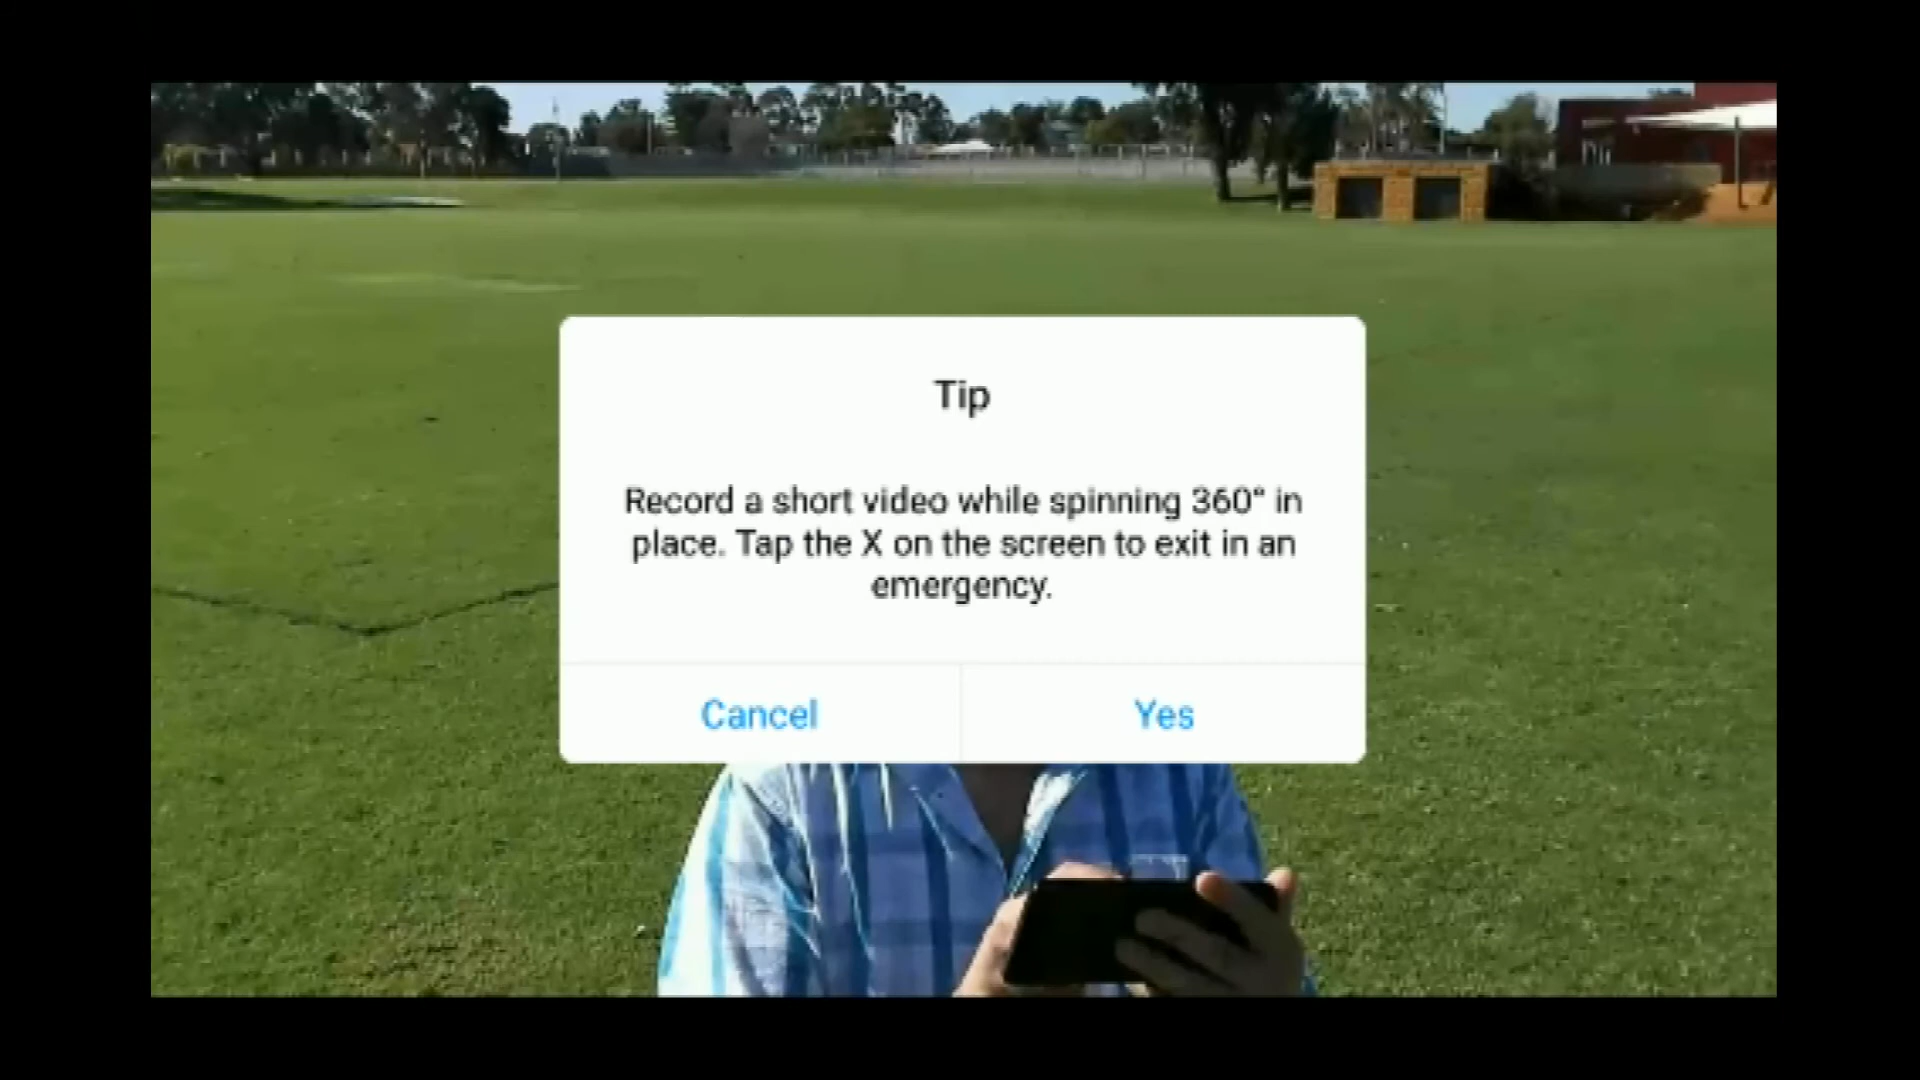 Tip
Record a short video while spinning 360° in
place. Tap the X on the screen to exit in an
emergency.
Cancel
Yes